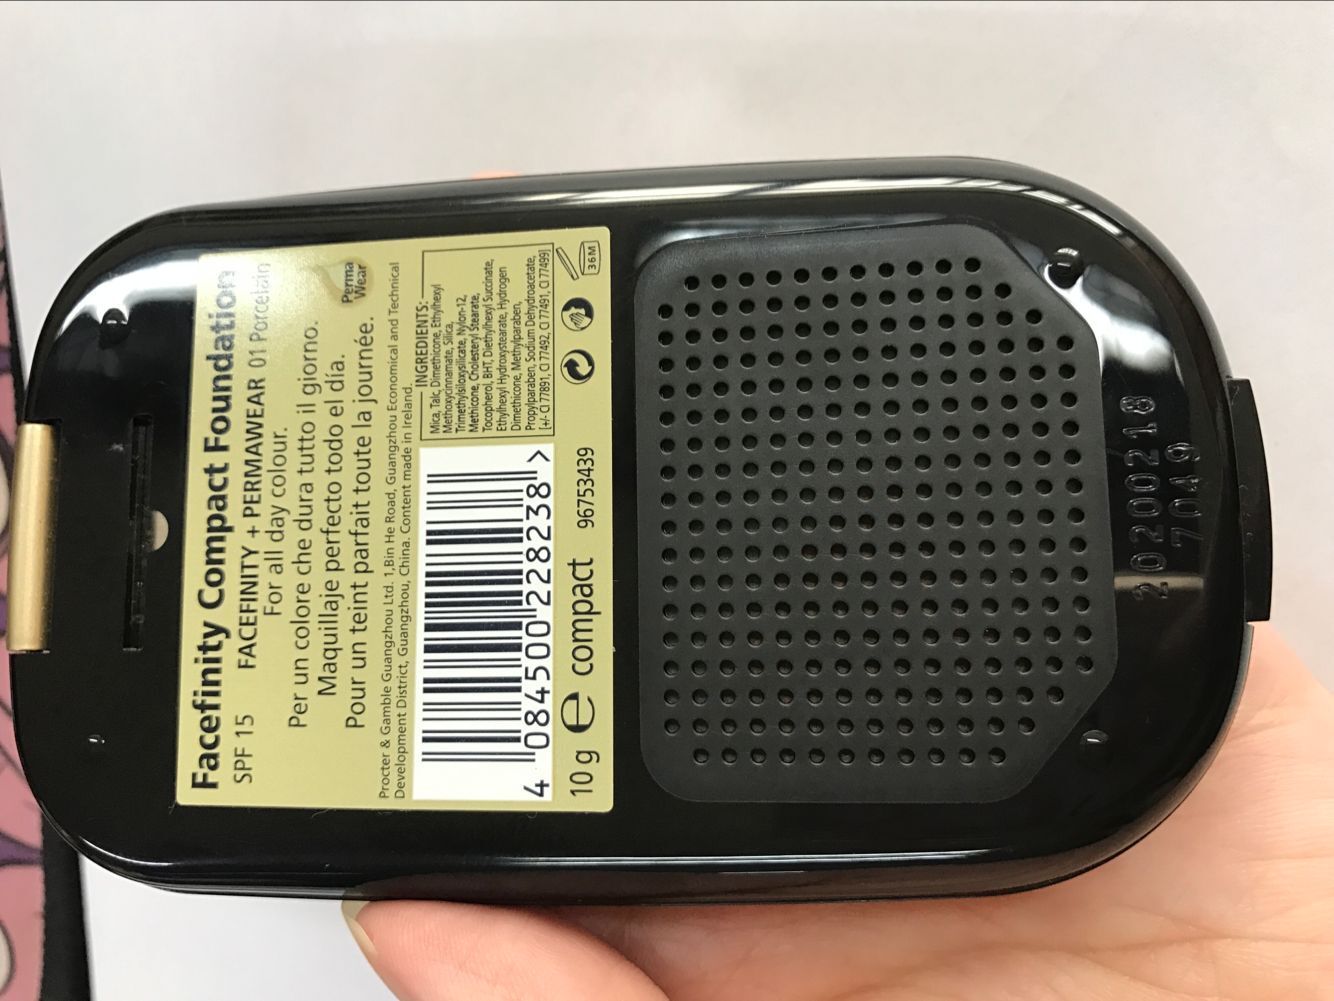 Facefinity Compact Foundation
SPF 15 FACEFINITY + PERMAWEAR 01 Porcelain
For all day colour.
Per un colore che dura tutto il giorno.
Maquillaje perfecto todo el día.
Pour un teint parfait toute la journée.
Perma
Wear
Procter & Gamble Guangzhou Ltd. 1,Bin He Road, Guangzhou Economical and Technical
Development District, Guangzhou, China. Content made in Ireland.
INGREDIENTS:
Mica, Talc, Dimethicone, Ethylhexyl
Methoxycinnamate, Silica,
Trimethylsiloxysilicate, Nylon-12,
Methicone, Cholesteryl Stearate,
Tocopherol, BHT, Diethylhexyl Succinate,
Ethylhexyl Hydroxystearate, Hydrogen
Dimethicone, Methylparaben,
Propylparaben, Sodium Dehydroacetate,
[+/- CI 77891, CI 77492, CI 77491, CI 77499]
36M
4 084500 228238 >
10 g ℮ compact 96753439
20200218
7049